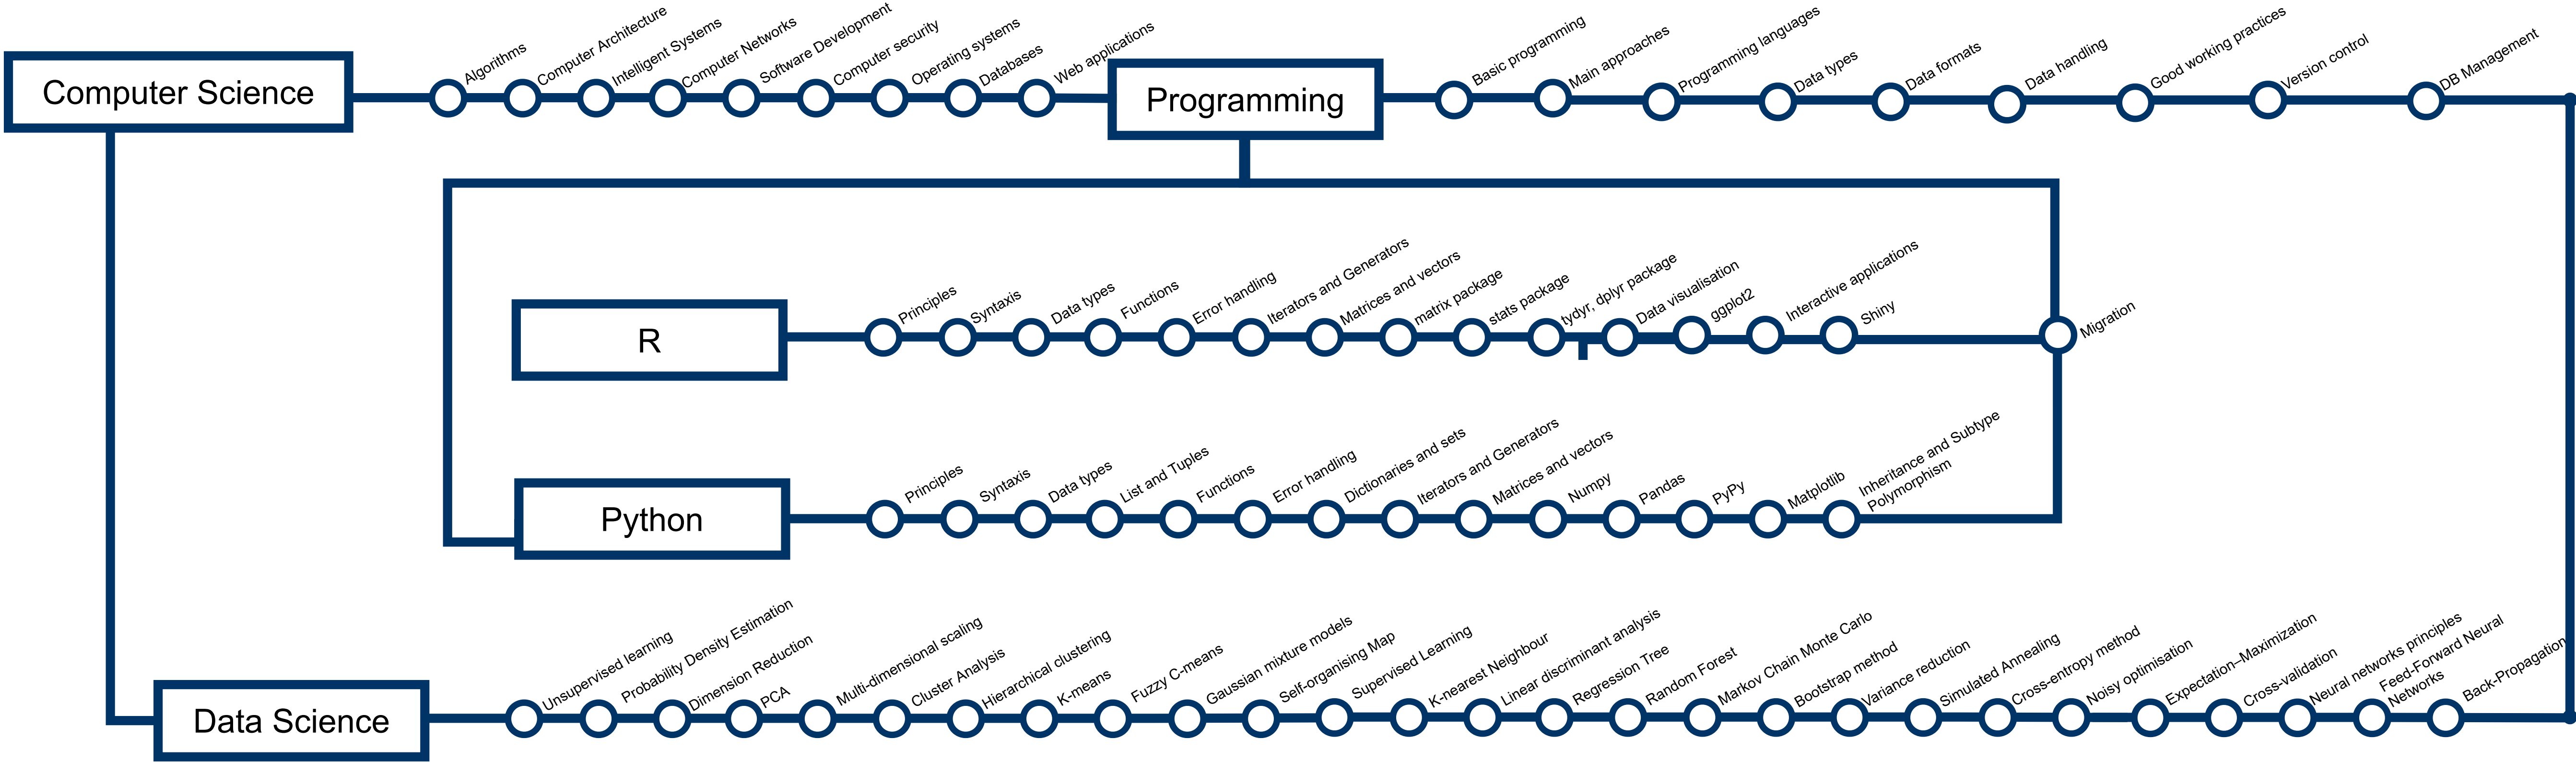 Computer Science
Algorithms
Computer Architecture
Intelligent Systems
Computer Networks
Software Development
Computer security
Operating systems
Databases
Web applications
Programming
Basic programming
Main approaches
Programming languages
Data types
Data formats
Data handling
Good working practices
Version control
DB Management
R
Principles
Syntaxis
Data types
Functions
Error handling
Iterators and Generators
Matrices and vectors
matrix package
stats package
tydyr, dplyr package
Data visualisation
ggplot2
Interactive applications
Shiny
Migration
Python
Principles
Syntaxis
Data types
List and Tuples
Functions
Error handling
Dictionaries and sets
Iterators and Generators
Matrices and vectors
Numpy
Pandas
PyPy
Matplotlib
Inheritance and Subtype
Polymorphism
Data Science
Unsupervised learning
Probability Density Estimation
Dimension Reduction
PCA
Multi-dimensional scaling
Cluster Analysis
Hierarchical clustering
K-means
Fuzzy C-means
Gaussian mixture models
Self-organising Map
Supervised Learning
K-nearest Neighbour
Linear discriminant analysis
Regression Tree
Random Forest
Markov Chain Monte Carlo
Bootstrap method
Variance reduction
Simulated Annealing
Cross-entropy method
Noisy optimisation
Expectation–Maximization
Cross-validation
Neural networks principles
Feed-Forward Neural
Networks
Back-Propagation